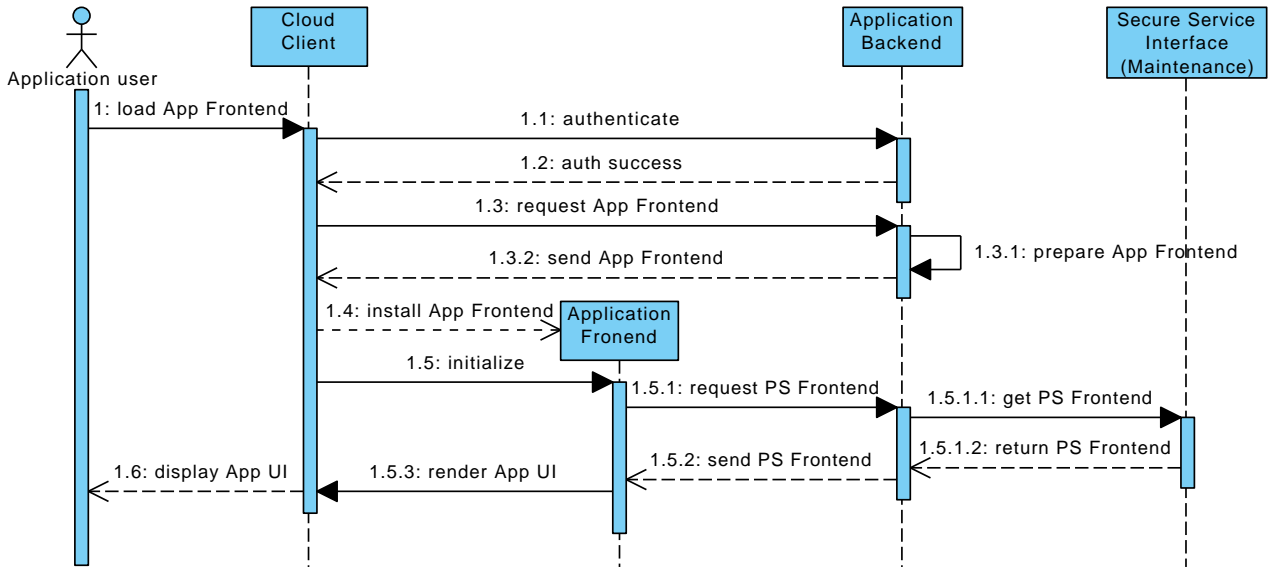 Cloud
Client
Application
Backend
Secure Service
Interface
(Maintenance)
Application user
1: load App Frontend
1.1: authenticate
1.2: auth success
1.3: request App Frontend
1.3.1: prepare App Frontend
1.3.2: send App Frontend
1.4: install App Frontend
Application
Fronend
1.5: initialize
1.5.1: request PS Frontend
1.5.1.1: get PS Frontend
1.5.1.2: return PS Frontend
1.5.2: send PS Frontend
1.5.3: render App UI
1.6: display App UI